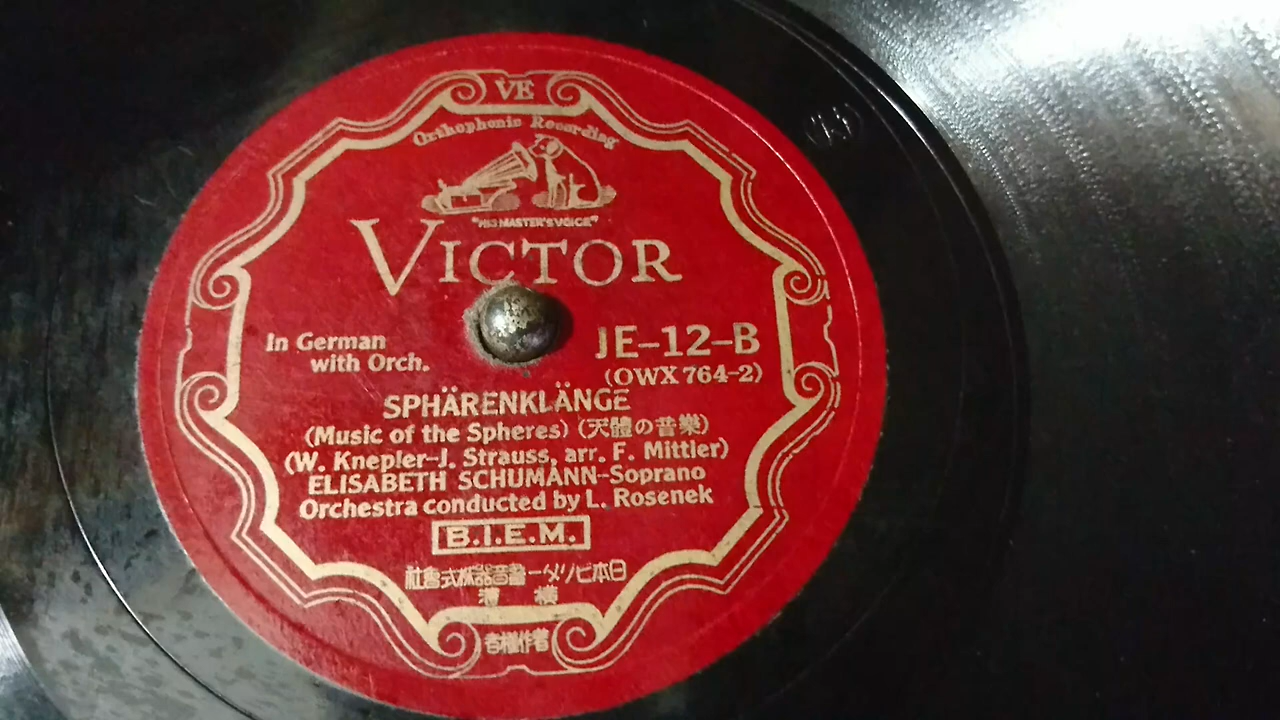 VE
Orthophonic Recording
"HIS MASTER'S VOICE"
VICTOR
In German
with Orch.
JE–12–B
(OWX 764-2)
SPHÄRENKLÄNGE
(Music of the Spheres) (天體の音樂)
(W. Knepler–J. Strauss, arr. F. Mittler)
ELISABETH SCHUMANN–Soprano
Orchestra conducted by L. Rosenek
B.I.E.M.
日本ビクター蓄音器株式會社
橫濱
著作權者